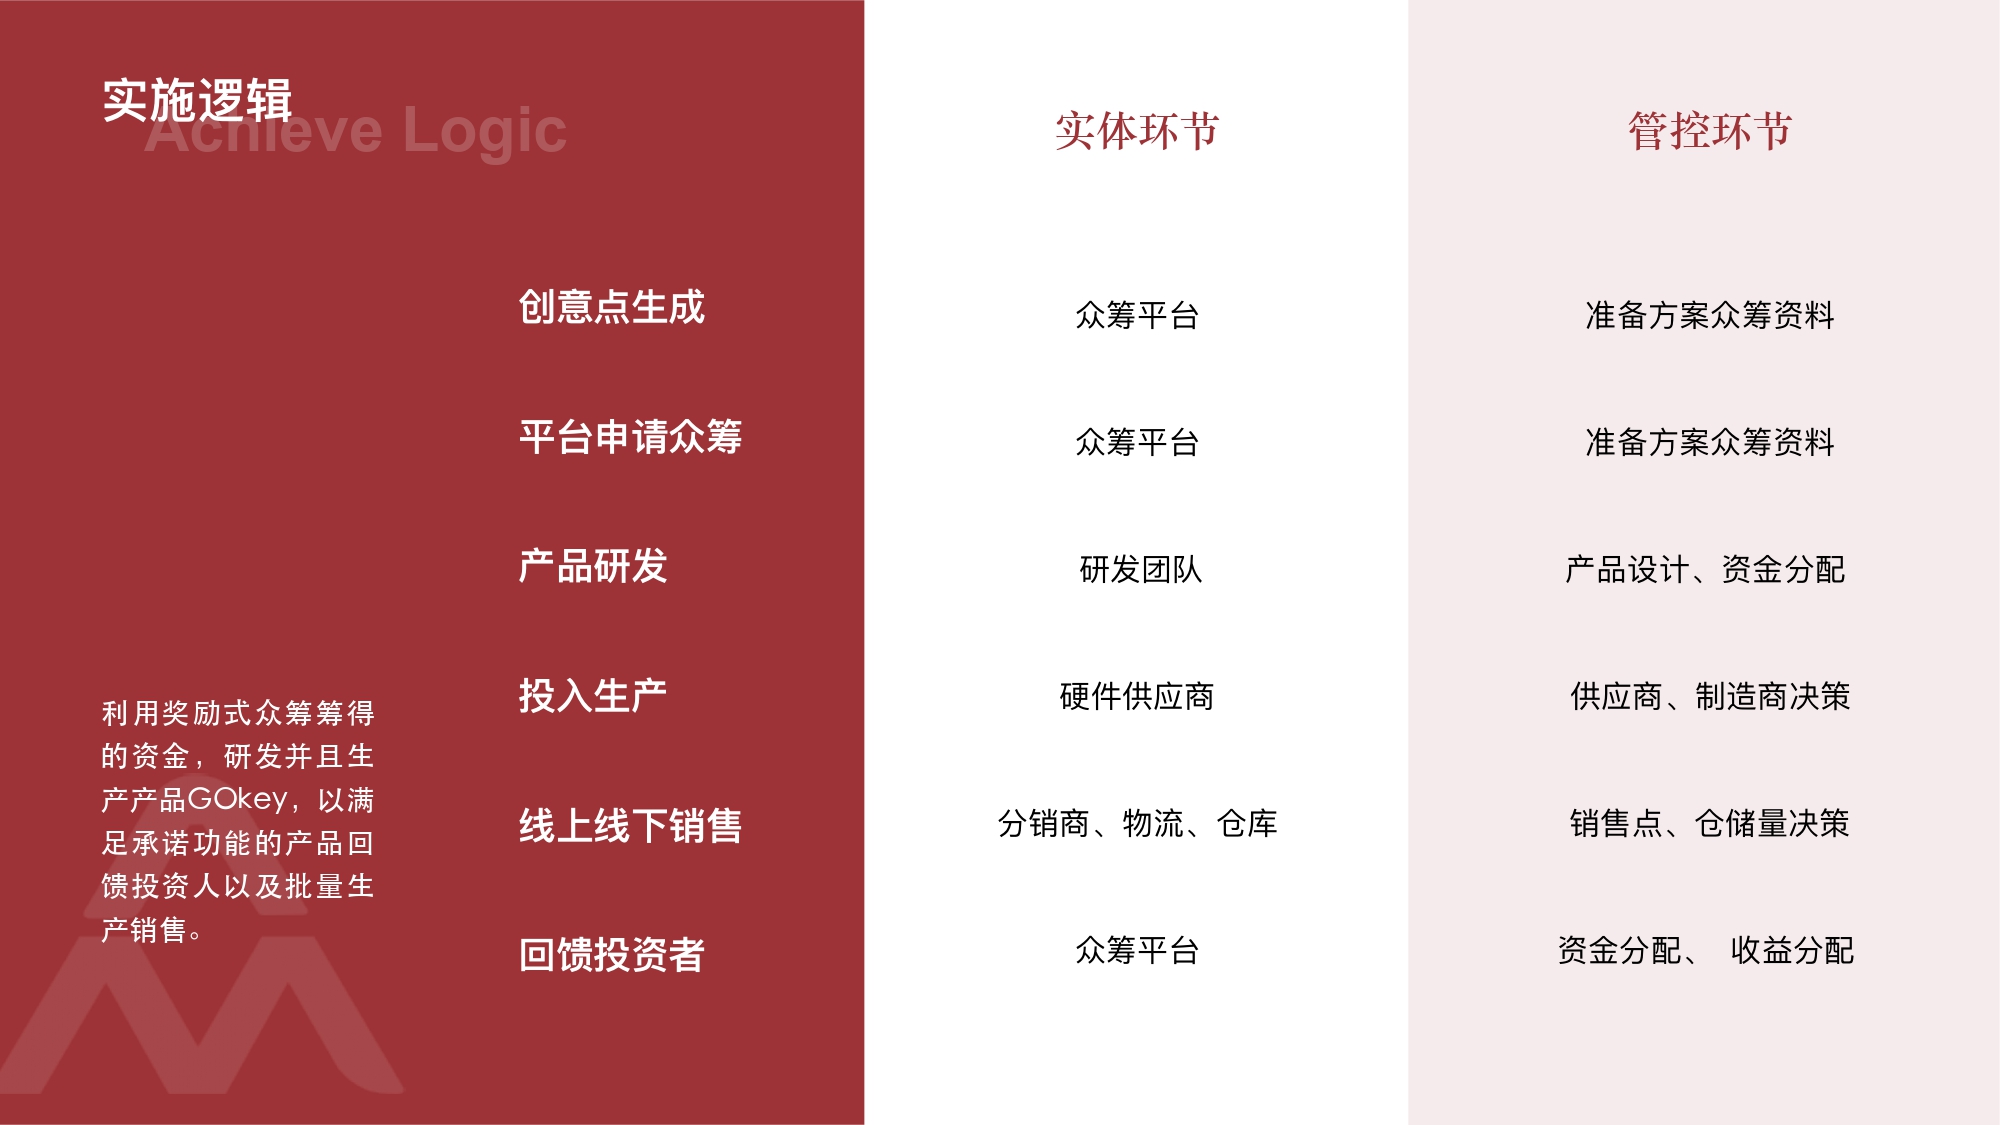 实施逻辑
Achieve Logic
实体环节
管控环节
创意点生成
众筹平台
准备方案众筹资料
平台申请众筹
众筹平台
准备方案众筹资料
产品研发
研发团队
产品设计、资金分配
投入生产
硬件供应商
供应商、制造商决策
线上线下销售
分销商、物流、仓库
销售点、仓储量决策
回馈投资者
众筹平台
资金分配、 收益分配
利用奖励式众筹筹得
的资金，研发并且生
产产品GOkey，以满
足承诺功能的产品回
馈投资人以及批量生
产销售。